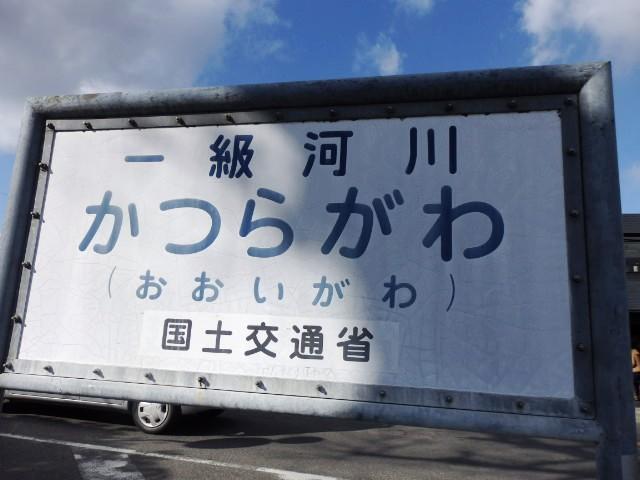 一級河川
かつらがわ
(おおいがわ)
国土交通省